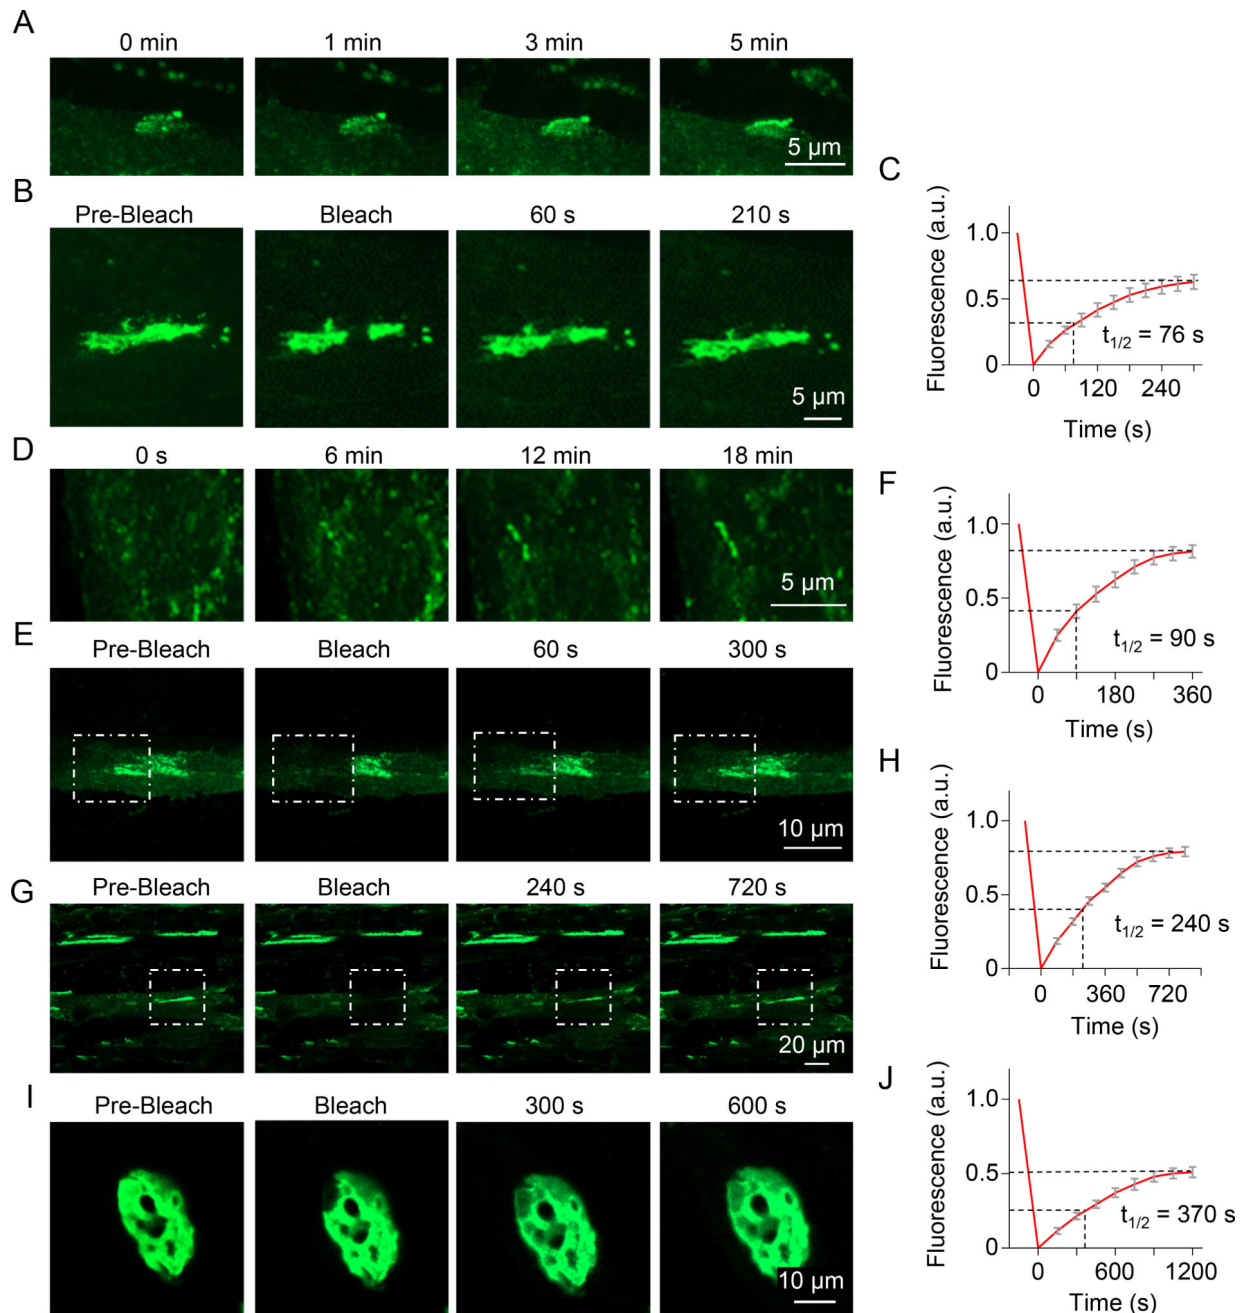 A
0 min 1 min 3 min 5 min
5 µm
B
Pre-Bleach Bleach 60 s 210 s
5 µm
C
Fluorescence (a.u.)
1.0
0.5
0
t1/2 = 76 s
0 120 240
Time (s)
D
0 s 6 min 12 min 18 min
5 µm
E
Pre-Bleach Bleach 60 s 300 s
10 µm
F
Fluorescence (a.u.)
1.0
0.5
0
t1/2 = 90 s
0 180 360
Time (s)
G
Pre-Bleach Bleach 240 s 720 s
20 µm
H
Fluorescence (a.u.)
1.0
0.5
0
t1/2 = 240 s
0 360 720
Time (s)
I
Pre-Bleach Bleach 300 s 600 s
10 µm
J
Fluorescence (a.u.)
1.0
0.5
0
t1/2 = 370 s
0 600 1200
Time (s)